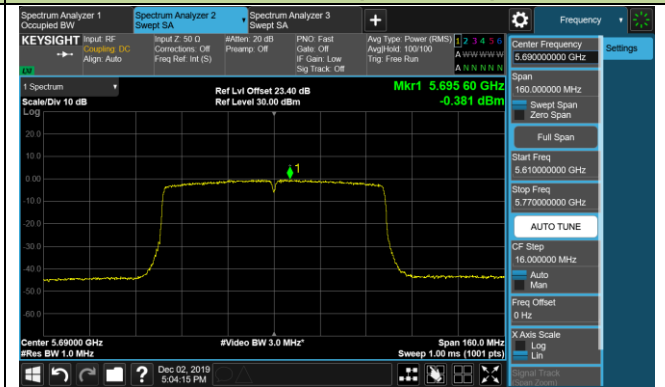 Spectrum Analyzer 1
Occupied BW
Spectrum Analyzer 2
Swept SA
Spectrum Analyzer 3
Swept SA
+
Frequency
KEYSIGHT
Input: RF
Coupling: DC
Align: Auto
Input Z: 50 Ω
Corrections: Off
Freq Ref: Int (S)
#Atten: 20 dB
Preamp: Off
PNO: Fast
Gate: Off
IF Gain: Low
Sig Track: Off
Avg Type: Power (RMS)
Avg|Hold: 100/100
Trig: Free Run
1 2 3 4 5 6
A W W W W W
A N N N N N
LV
1 Spectrum
Scale/Div 10 dB
Ref Lvl Offset 23.40 dB
Ref Level 30.00 dBm
Mkr1 5.695 60 GHz
-0.381 dBm
Log
20.0
10.0
0.00
-10.0
-20.0
-30.0
-40.0
-50.0
-60.0
1
Center 5.69000 GHz
#Res BW 1.0 MHz
#Video BW 3.0 MHz*
Span 160.0 MHz
Sweep 1.00 ms (1001 pts)
?
Dec 02, 2019
5:04:15 PM
Center Frequency
5.690000000 GHz
Settings
Span
160.000000 MHz
Swept Span
Zero Span
Full Span
Start Freq
5.610000000 GHz
Stop Freq
5.770000000 GHz
AUTO TUNE
CF Step
16.000000 MHz
Auto
Man
Freq Offset
0 Hz
X Axis Scale
Log
Lin
Signal Track
(Span Zoom)